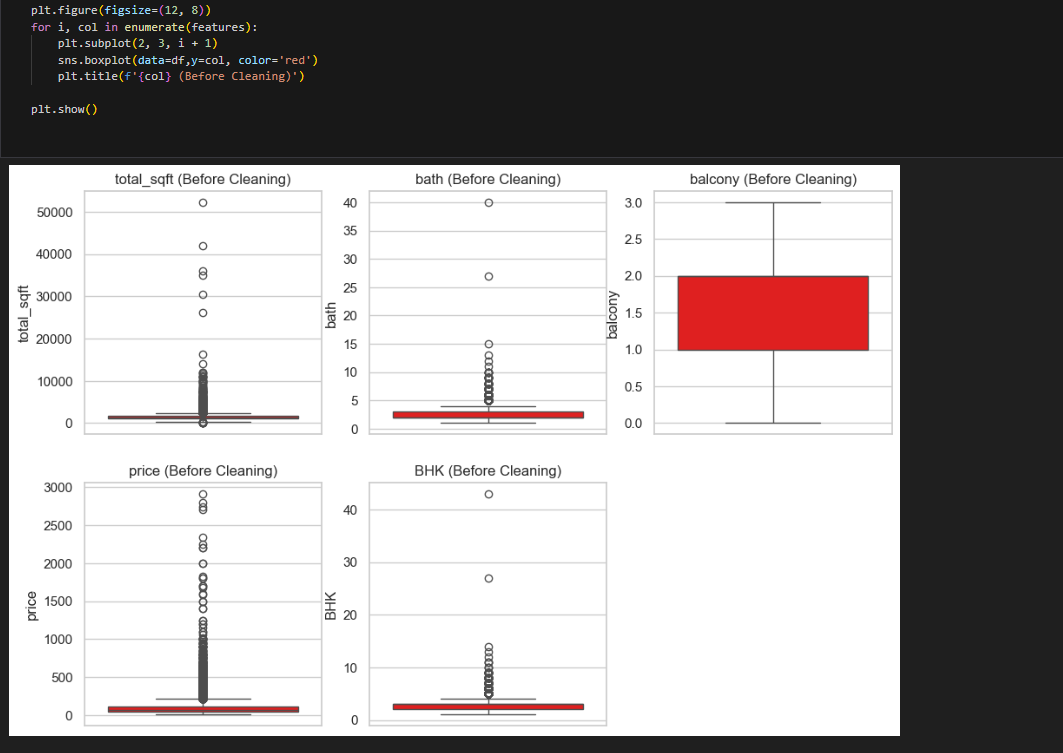 plt.figure(figsize=(12, 8))
for i, col in enumerate(features):
    plt.subplot(2, 3, i + 1)
    sns.boxplot(data=df,y=col, color='red')
    plt.title(f'{col} (Before Cleaning)')
plt.show()
total_sqft (Before Cleaning)
50000
40000
30000
20000
10000
0
total_sqft
bath (Before Cleaning)
40
35
30
25
20
15
10
5
0
bath
balcony (Before Cleaning)
3.0
2.5
2.0
1.5
1.0
0.5
0.0
balcony
price (Before Cleaning)
3000
2500
2000
1500
1000
500
0
price
BHK (Before Cleaning)
40
30
20
10
0
BHK